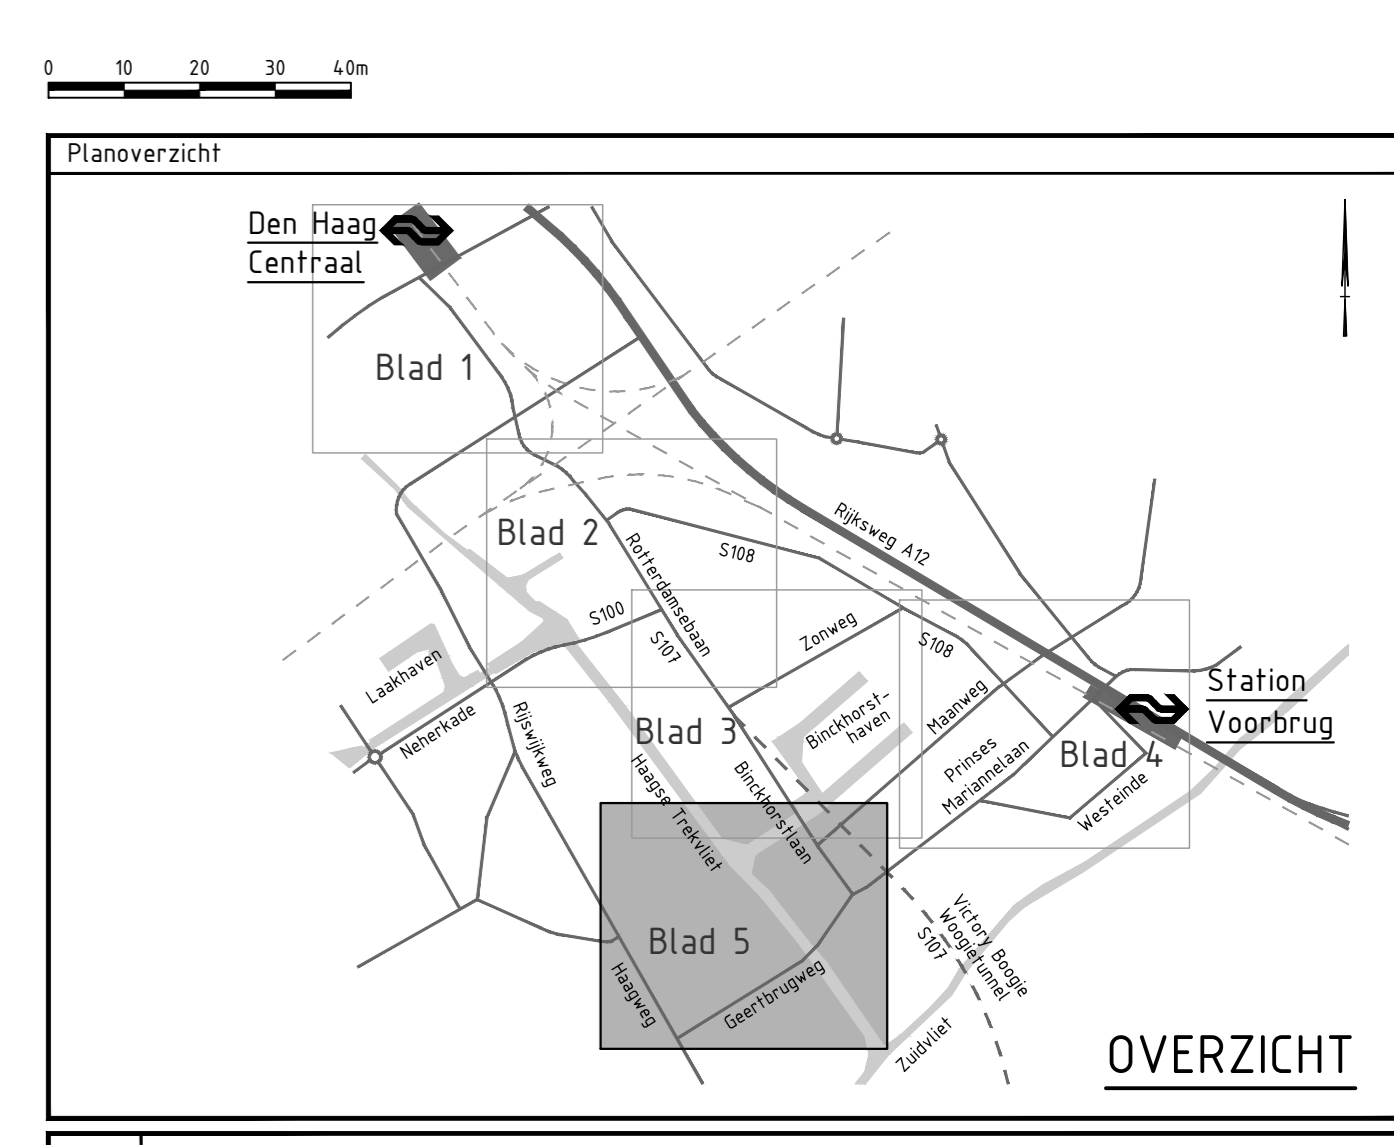 0 10 20 30 40m
Planoverzicht
Den Haag
Centraal
Blad 1
Blad 2
Rijksweg A12
S108
Rotterdamsebaan
S100
S107
Zonweg
S108
Laakhaven
Neherkade
Rijswijkweg
Blad 3
Binckhorst-
haven
Maanweg
Prinses
Mariannelaan
Blad 4
Westeinde
Station
Voorbrug
Haagse Trekvliet
Binckhorstlaan
Blad 5
Haagweg
Geertbrugweg
Victory Boogie
Woogietunnel
S107
Zuidvliet
OVERZICHT